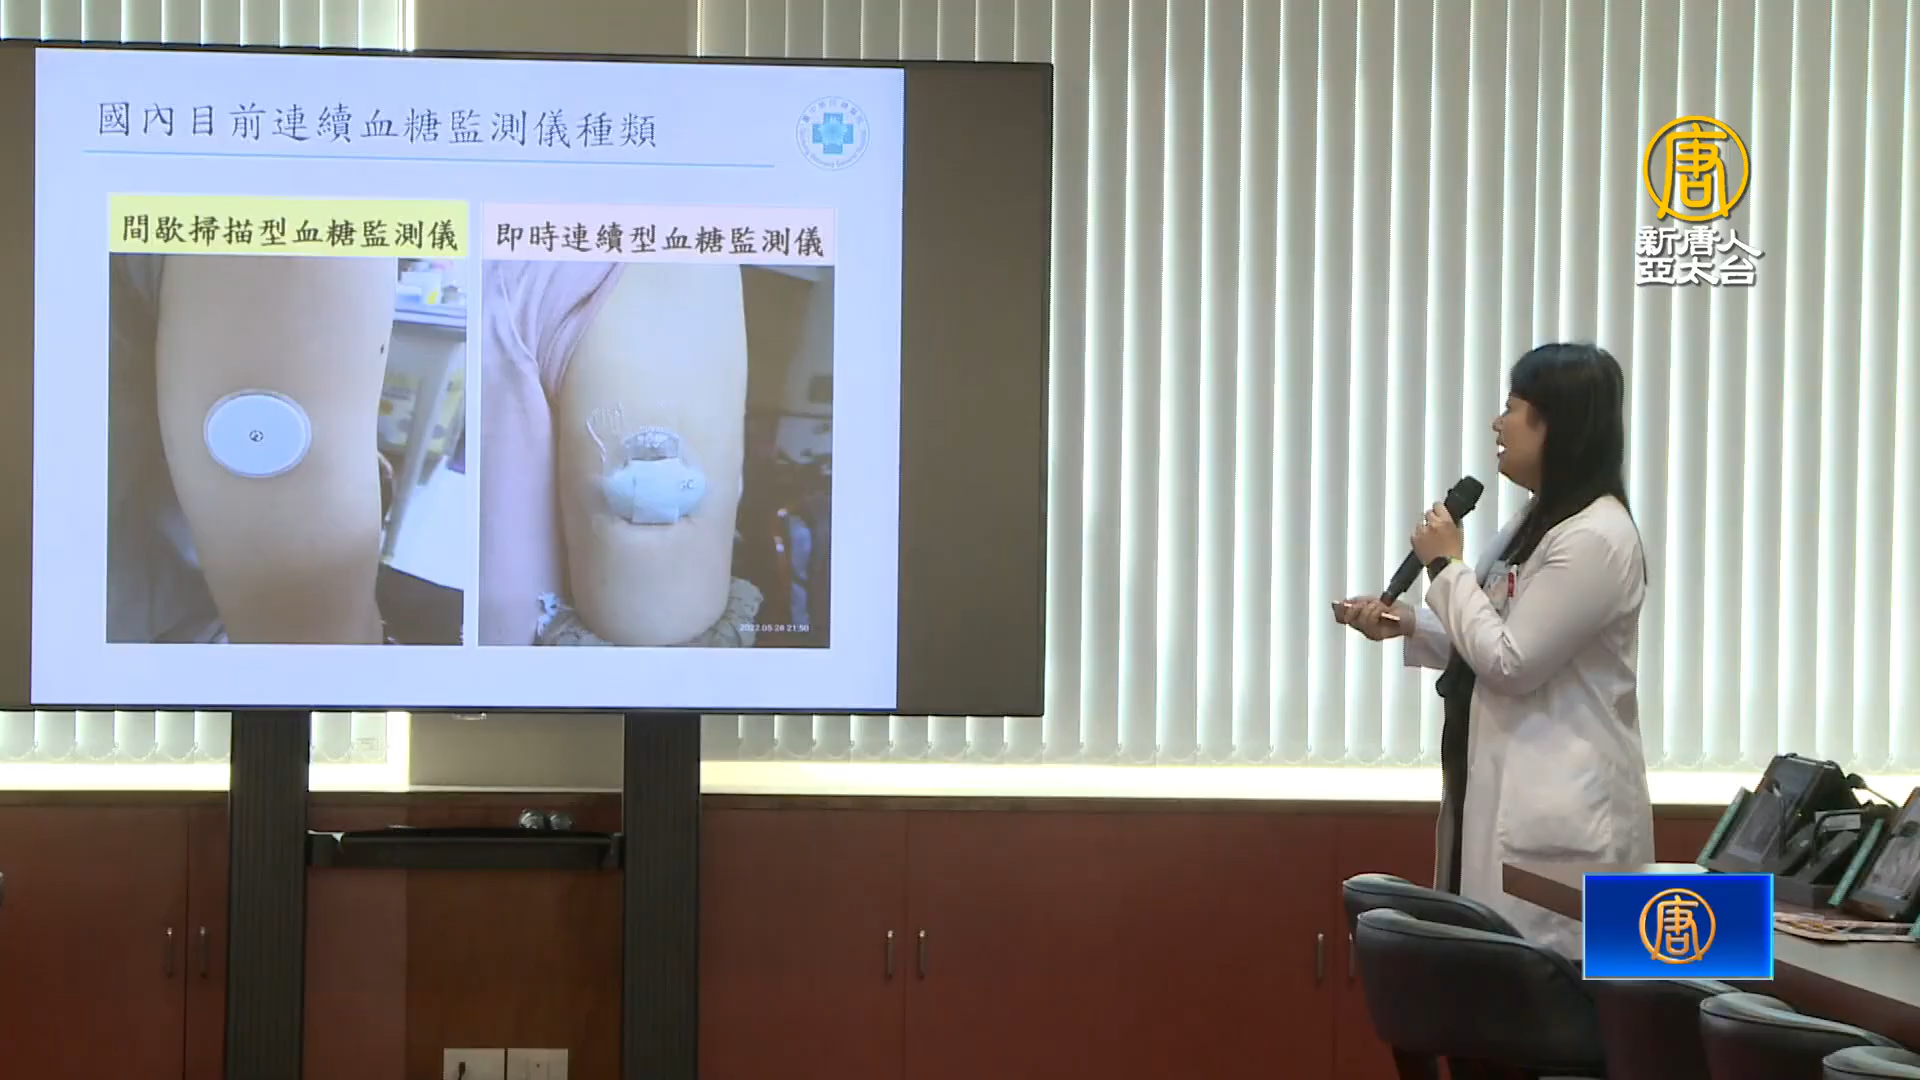 國內目前連續血糖監測儀種類
間歇掃描型血糖監測儀
即時連續型血糖監測儀
2022.05.28 21:50
唐
新唐人
亞太台
唐